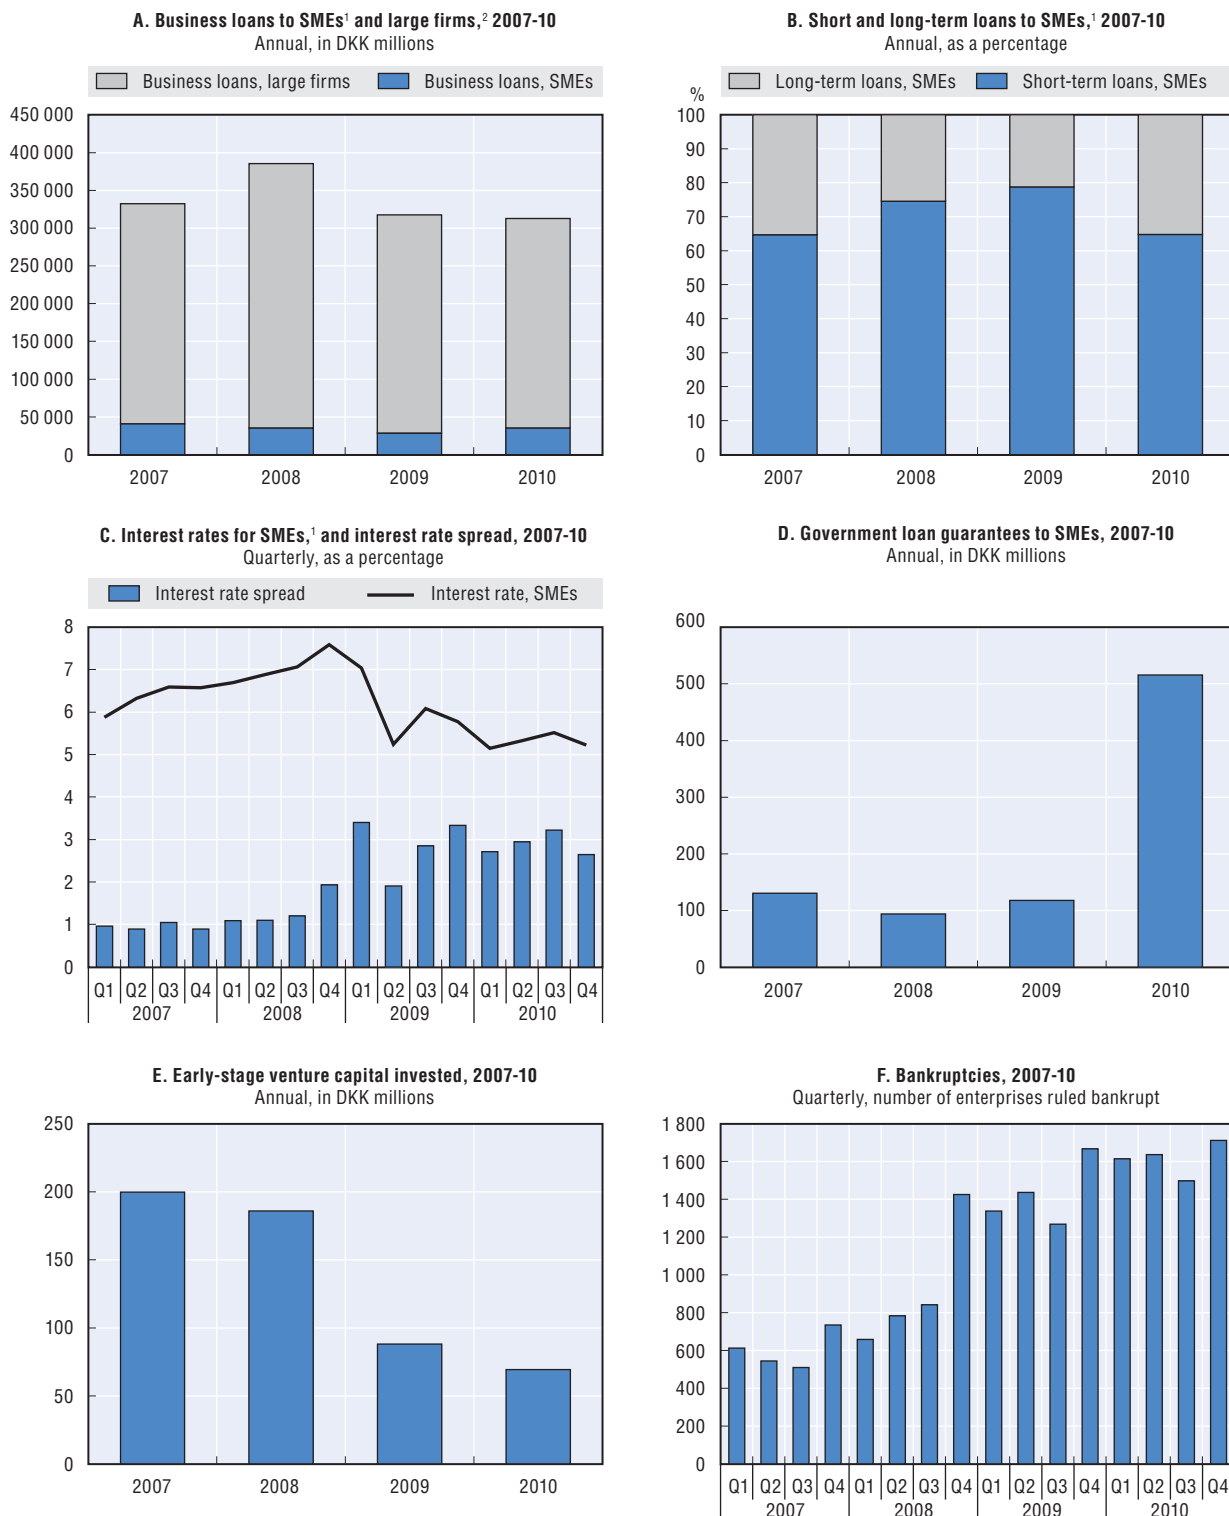 A. Business loans to SMEs¹ and large firms,² 2007-10
Annual, in DKK millions
Business loans, large firms Business loans, SMEs
450 000
400 000
350 000
300 000
250 000
200 000
150 000
100 000
50 000
0
2007 2008 2009 2010
B. Short and long-term loans to SMEs,¹ 2007-10
Annual, as a percentage
Long-term loans, SMEs Short-term loans, SMEs
%
100
90
80
70
60
50
40
30
20
10
0
2007 2008 2009 2010
C. Interest rates for SMEs,¹ and interest rate spread, 2007-10
Quarterly, as a percentage
Interest rate spread Interest rate, SMEs
8
7
6
5
4
3
2
1
0
Q1 Q2 Q3 Q4 Q1 Q2 Q3 Q4 Q1 Q2 Q3 Q4 Q1 Q2 Q3 Q4
2007 2008 2009 2010
D. Government loan guarantees to SMEs, 2007-10
Annual, in DKK millions
600
500
400
300
200
100
0
2007 2008 2009 2010
E. Early-stage venture capital invested, 2007-10
Annual, in DKK millions
250
200
150
100
50
0
2007 2008 2009 2010
F. Bankruptcies, 2007-10
Quarterly, number of enterprises ruled bankrupt
1 800
1 600
1 400
1 200
1 000
800
600
400
200
0
Q1 Q2 Q3 Q4 Q1 Q2 Q3 Q4 Q1 Q2 Q3 Q4 Q1 Q2 Q3 Q4
2007 2008 2009 2010